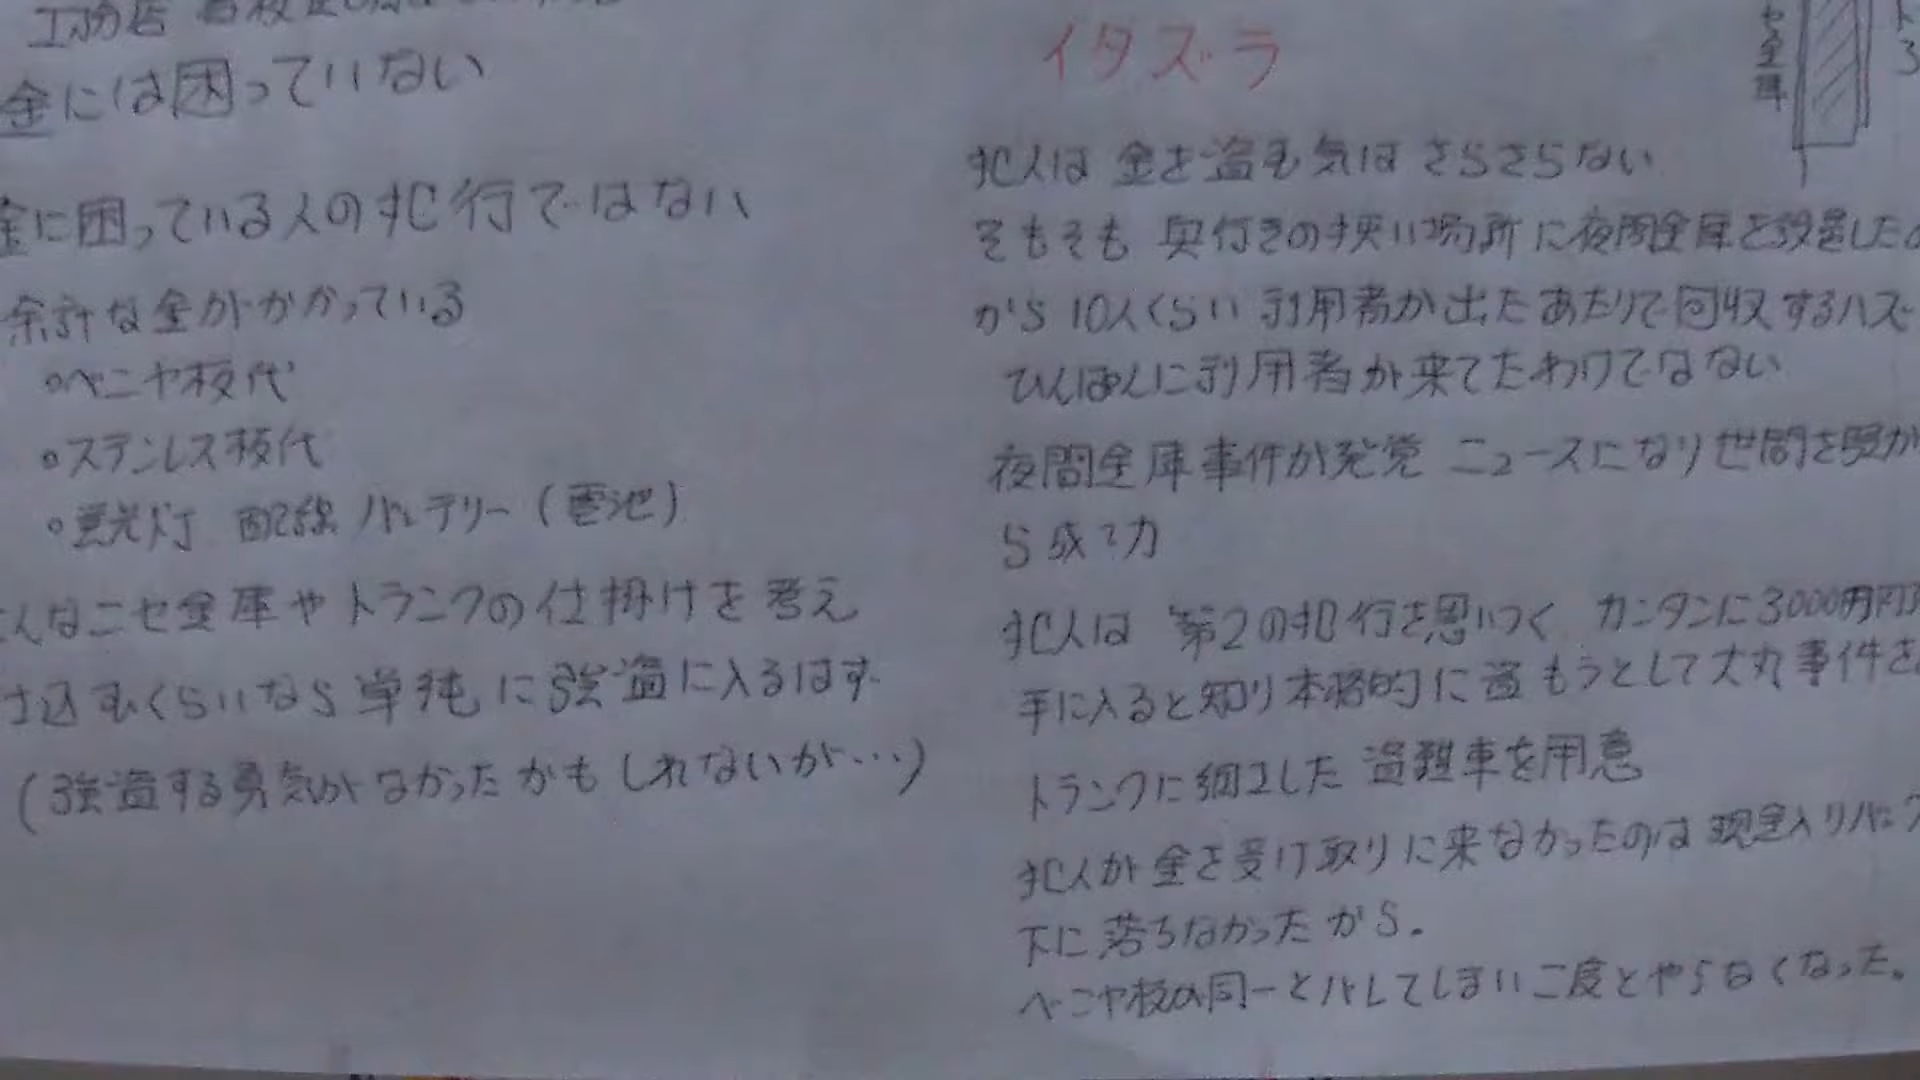 工務店
金には困っていない
金に困っている人の犯行ではない
余計な金がかかっている
○ベニヤ板代
○ステンレス板代
○蛍光灯 配線 バッテリー(電池)
んなニセ金庫やトランクの仕掛けを考え
込むくらいなら単純に強盗に入るはず
(強盗する勇気がなかったかもしれないが…)
イタズラ
犯人は 金を盗む気は さらさらない
そもそも 奥行きの狭い場所に夜間金庫を設置した
から 10人くらい 利用者が出たあたりで回収するハズ
ひんぱんに利用者が来てたわけではない
夜間金庫事件が発覚 ニュースになり世間を騒が
ら成功
犯人は 第2の犯行を思いつく カンタンに3000万円
手に入ると知り本格的に盗もうとして大丸事件を
トランクに細工した 盗難車を用意
犯人が金を受け取りに来なかったのは 現金入りバッグ
下に落ちなかったから。
ベニヤ板の同一とバレてしまい二度とやらなくなった。
セ金庫
ト
3